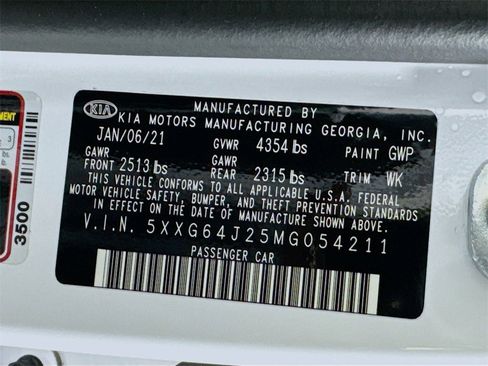 MANUFACTURED BY
KIA KIA MOTORS MANUFACTURING GEORGIA, INC.
JAN/06/21 GVWR 4354 lbs PAINT GWP
GAWR GAWR
FRONT 2513 lbs REAR 2315 lbs TRIM WK
THIS VEHICLE CONFORMS TO ALL APPLICABLE U.S.A. FEDERAL
MOTOR VEHICLE SAFETY, BUMPER, AND THEFT PREVENTION STANDARDS
IN EFFECT ON THE DATE OF MANUFACTURE SHOWN ABOVE.
V.I.N. 5XXG64J25MG054211
PASSENGER CAR
3500